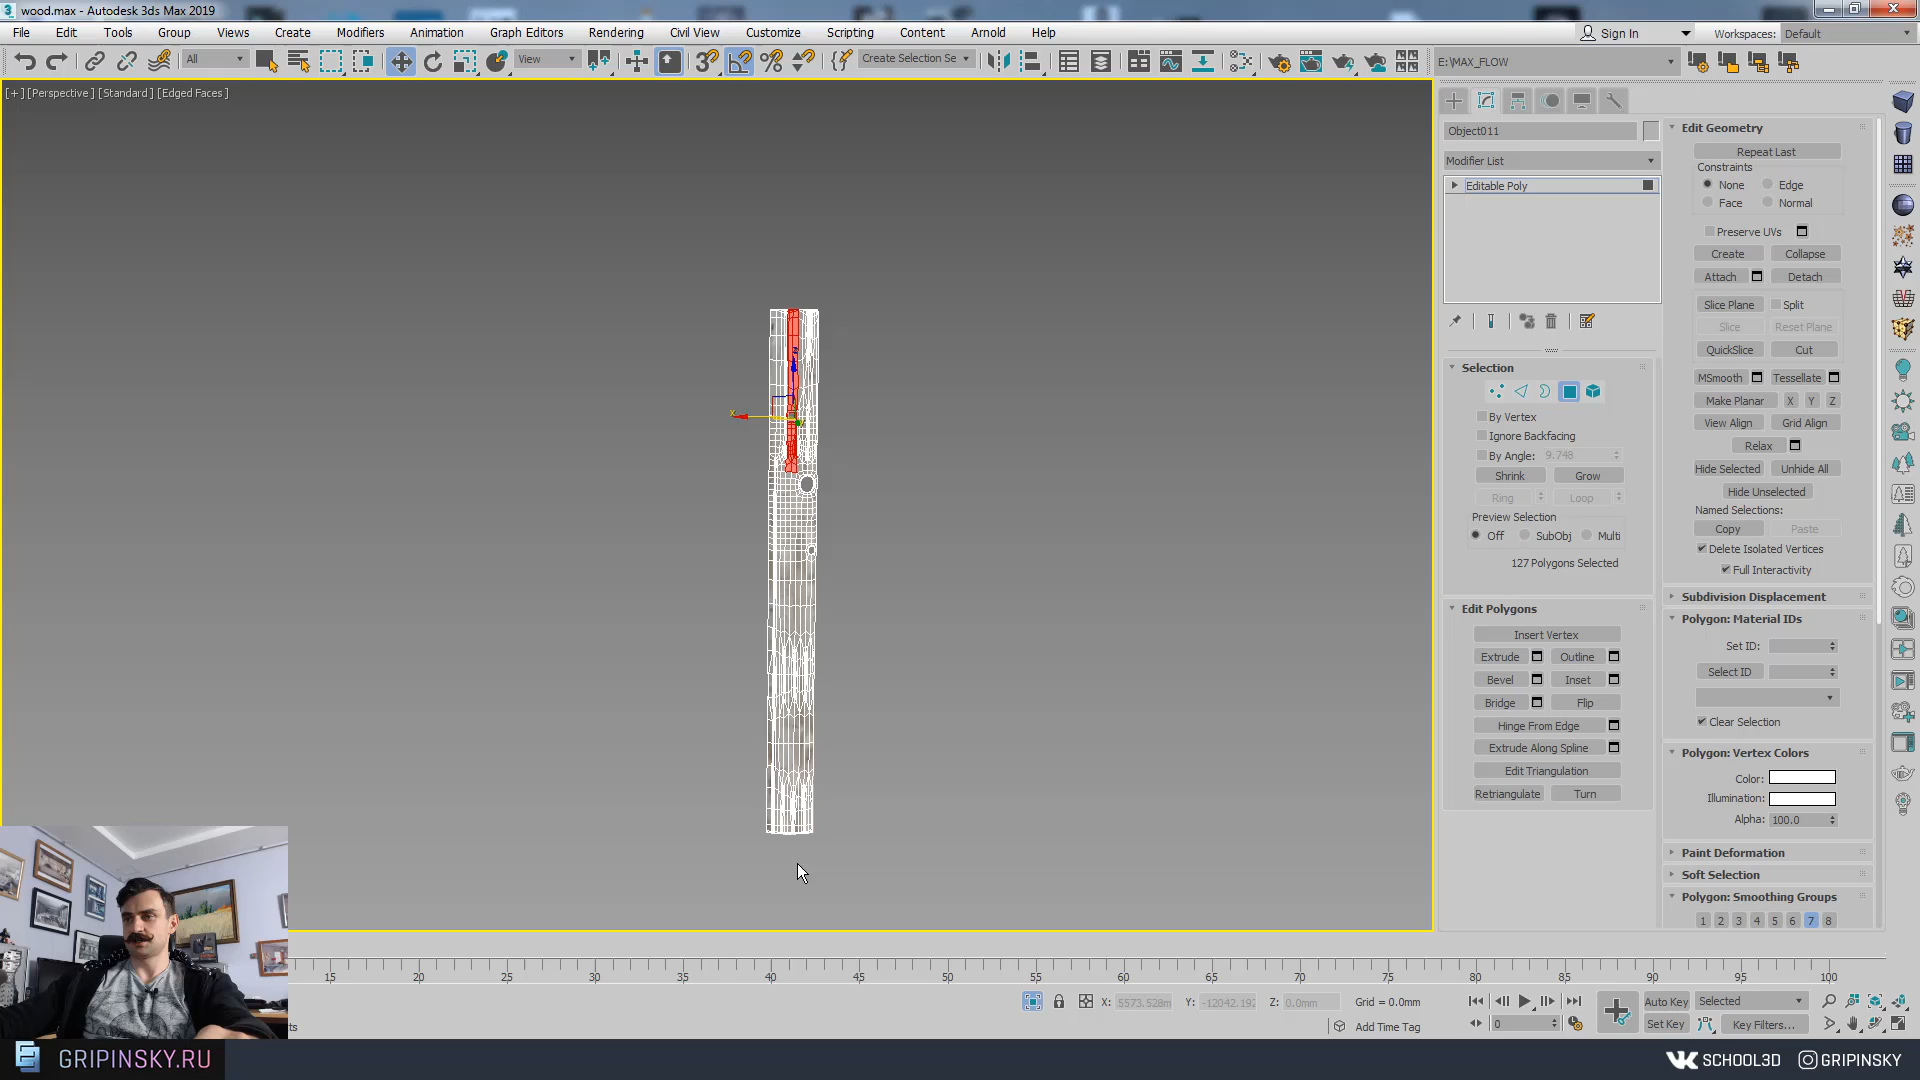 wood.max - Autodesk 3ds Max 2019
File Edit Tools Group Views Create Modifiers Animation Graph Editors Rendering Civil View Customize Scripting Content Arnold Help
Sign In
Workspaces: Default
All
View
Create Selection Se
E:\MAX_FLOW
[+] [Perspective] [Standard] [Edged Faces]
x
z
Object011
Modifier List
Editable Poly
Selection
By Vertex
Ignore Backfacing
By Angle: 9.748
Shrink Grow
Ring Loop
Preview Selection
Off SubObj Multi
127 Polygons Selected
Edit Polygons
Insert Vertex
Extrude Outline
Bevel Inset
Bridge Flip
Hinge From Edge
Extrude Along Spline
Edit Triangulation
Retriangulate Turn
Edit Geometry
Repeat Last
Constraints
None Edge
Face Normal
Preserve UVs
Create Collapse
Attach Detach
Slice Plane Split
Slice Reset Plane
QuickSlice Cut
MSmooth Tessellate
Make Planar X Y Z
View Align Grid Align
Relax
Hide Selected Unhide All
Hide Unselected
Named Selections:
Copy Paste
Delete Isolated Vertices
Full Interactivity
Subdivision Displacement
Polygon: Material IDs
Set ID:
Select ID
Clear Selection
Polygon: Vertex Colors
Color:
Illumination:
Alpha: 100.0
Paint Deformation
Soft Selection
Polygon: Smoothing Groups
1 2 3 4 5 6 7 8
15 20 25 30 35 40 45 50 55 60 65 70 75 80 85 90 95 100
X: 5573.528m Y: -12042.192 Z: 0.0mm Grid = 0.0mm
Add Time Tag
0
Auto Key Selected
Set Key Key Filters...
ts
GRIPINSKY.RU
SCHOOL3D GRIPINSKY